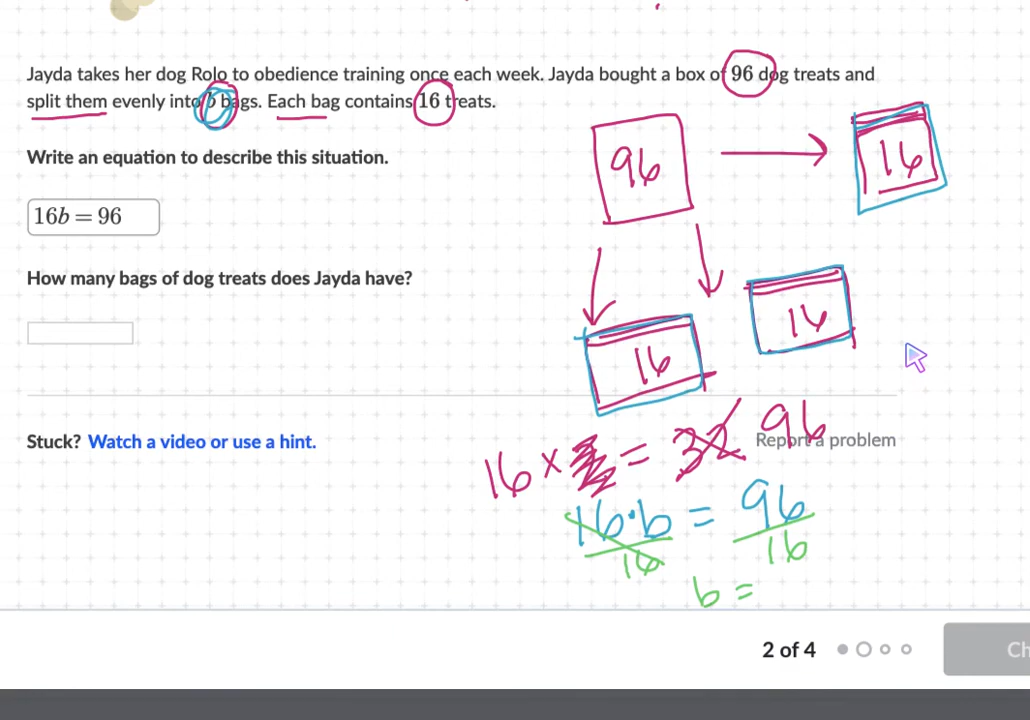 Jayda takes her dog Rolo to obedience training once each week. Jayda bought a box of 96 dog treats and
split them evenly into b bags. Each bag contains 16 treats.
Write an equation to describe this situation.
96
16
16b = 96
How many bags of dog treats does Jayda have?
16
16
Stuck? Watch a video or use a hint.
Report a problem
16 × = 32 96
16·b = 96
16 16
b =
2 of 4
Ch